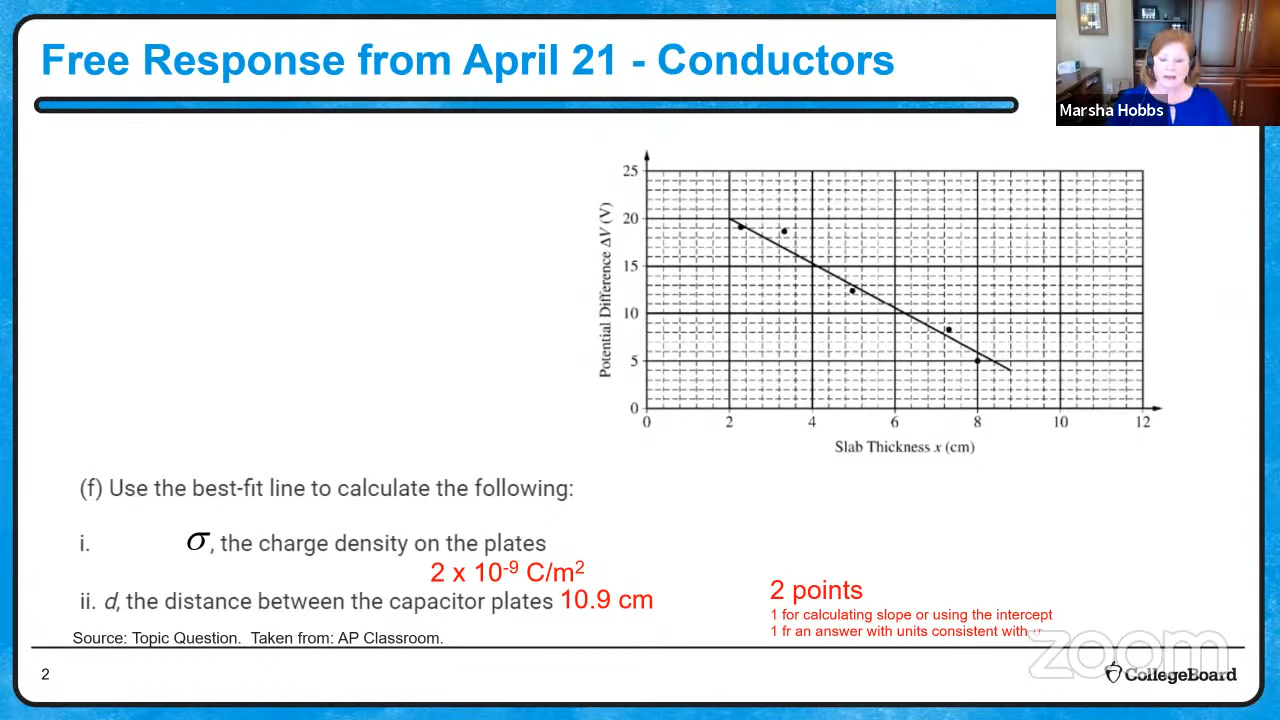 Free Response from April 21 - Conductors
Marsha Hobbs
25
20
15
10
5
0
Potential Difference ΔV (V)
0 2 4 6 8 10 12
Slab Thickness x (cm)
(f) Use the best-fit line to calculate the following:
i. σ, the charge density on the plates
2 x 10⁻⁹ C/m²
ii. d, the distance between the capacitor plates 10.9 cm
2 points
1 for calculating slope or using the intercept
1 fr an answer with units consistent with σ
Source: Topic Question. Taken from: AP Classroom.
zoom
2
CollegeBoard